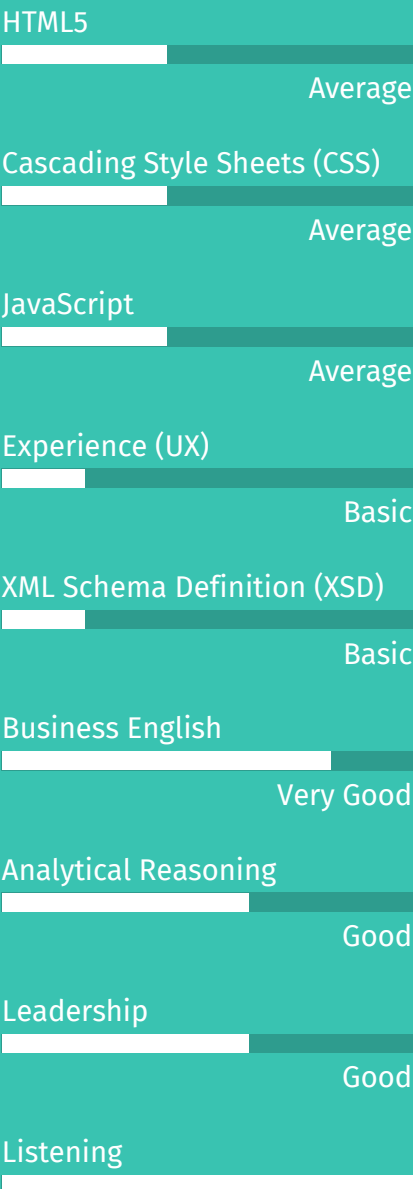 HTML5
Average
Cascading Style Sheets (CSS)
Average
JavaScript
Average
Experience (UX)
Basic
XML Schema Definition (XSD)
Basic
Business English
Very Good
Analytical Reasoning
Good
Leadership
Good
Listening